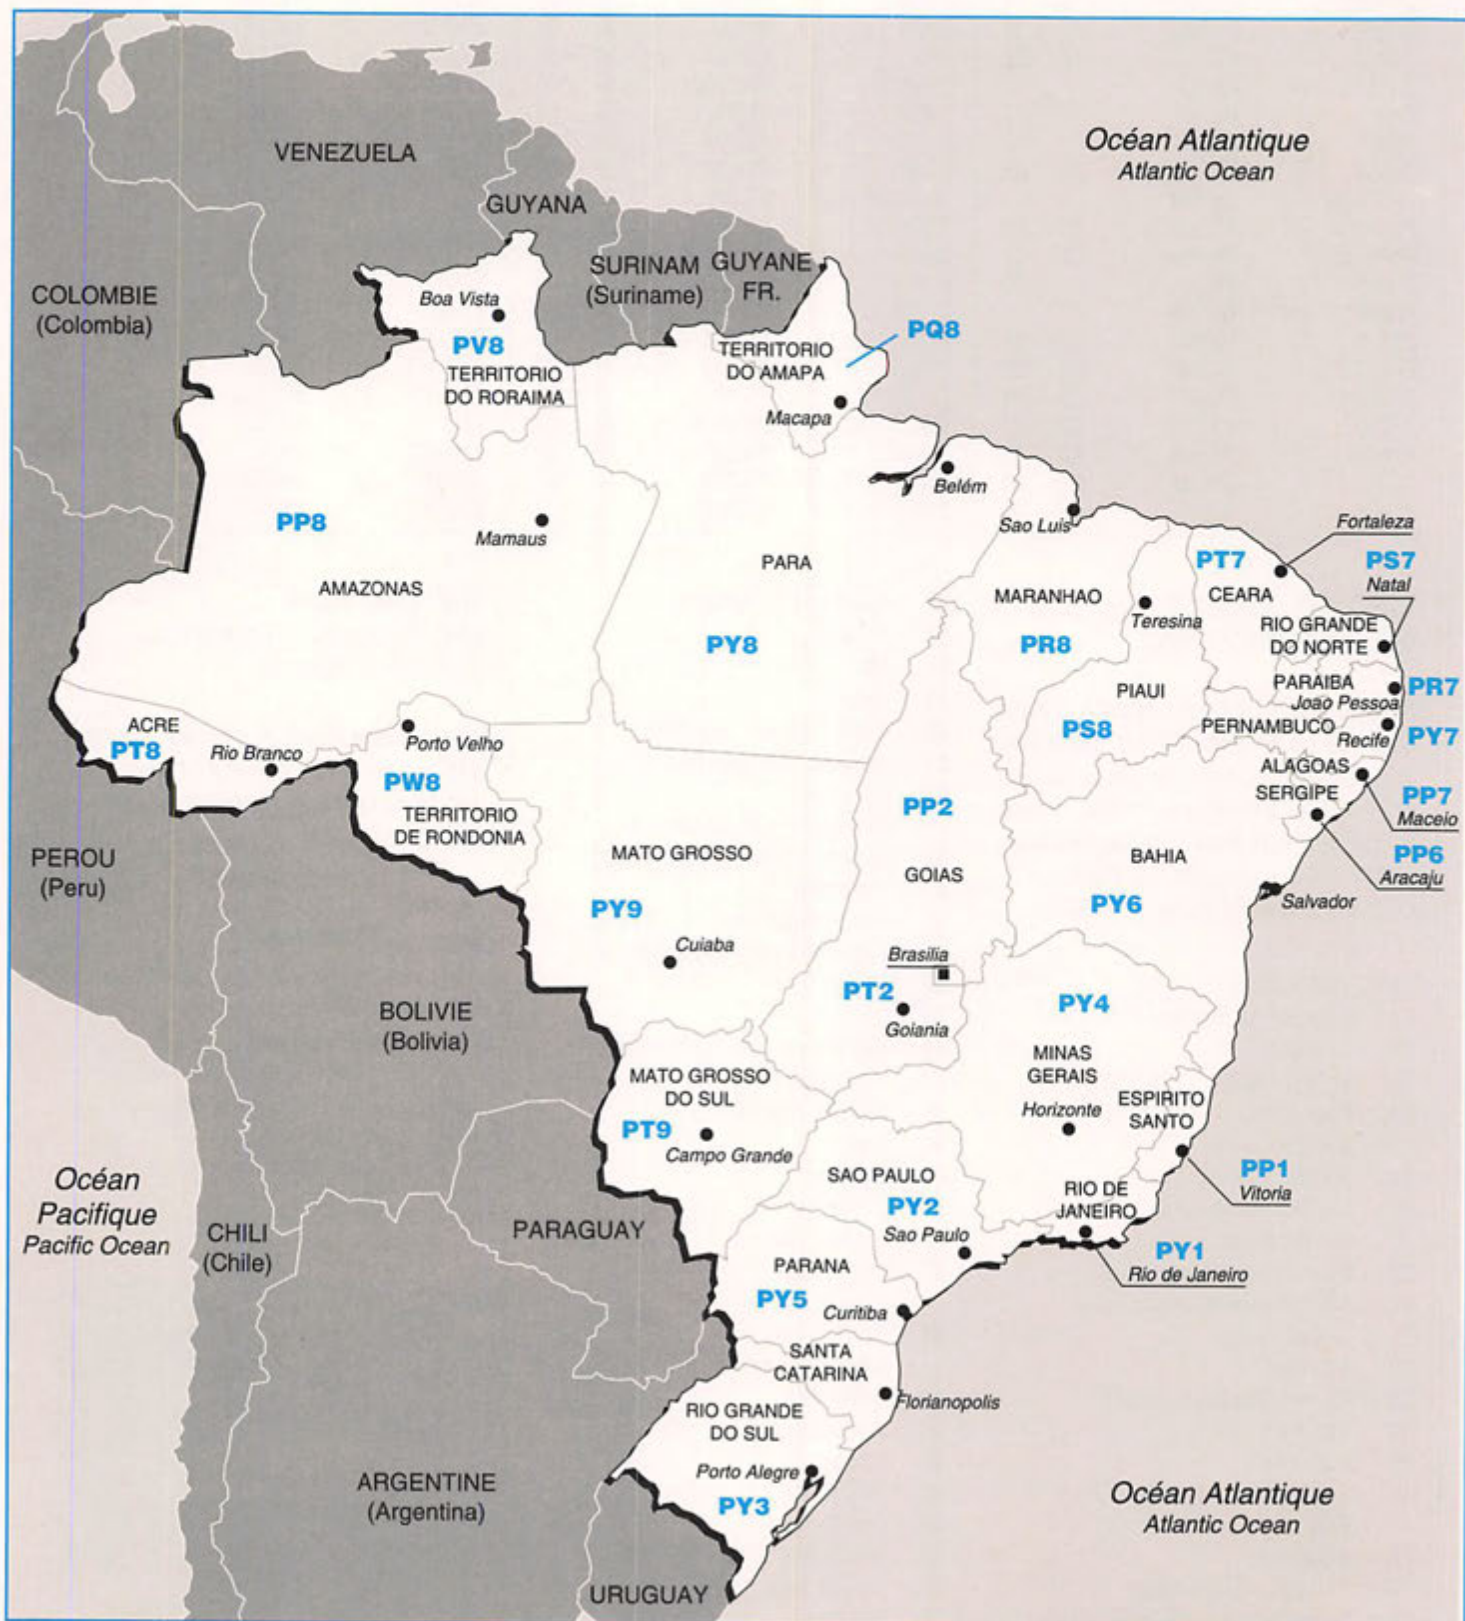 Océan Atlantique
Atlantic Ocean
VENEZUELA
GUYANA
SURINAM
(Suriname)
GUYANE
FR.
COLOMBIE
(Colombia)
Boa Vista
PV8
TERRITORIO
DO RORAIMA
PQ8
TERRITORIO
DO AMAPA
Macapa
Belém
Sao Luis
Fortaleza
PP8
Mamaus
AMAZONAS
PARA
PY8
MARANHAO
PR8
Teresina
PT7
CEARA
PS7
Natal
RIO GRANDE
DO NORTE
PARAIBA
Joao Pessoa
PR7
PIAUI
PS8
PERNAMBUCO
Recife
PY7
ACRE
PT8
Rio Branco
Porto Velho
PW8
TERRITORIO
DE RONDONIA
ALAGOAS
SERGIPE
PP7
Maceio
PP6
Aracaju
PP2
GOIAS
MATO GROSSO
PY9
Cuiaba
BAHIA
PY6
Salvador
PEROU
(Peru)
Brasilia
PT2
Goiania
PY4
MINAS
GERAIS
Horizonte
BOLIVIE
(Bolivia)
MATO GROSSO
DO SUL
PT9
Campo Grande
ESPIRITO
SANTO
PP1
Vitoria
SAO PAULO
PY2
Sao Paulo
RIO DE
JANEIRO
PY1
Rio de Janeiro
Océan
Pacifique
Pacific Ocean
CHILI
(Chile)
PARAGUAY
PARANA
PY5
Curitiba
SANTA
CATARINA
Florianopolis
RIO GRANDE
DO SUL
Porto Alegre
PY3
ARGENTINE
(Argentina)
Océan Atlantique
Atlantic Ocean
URUGUAY